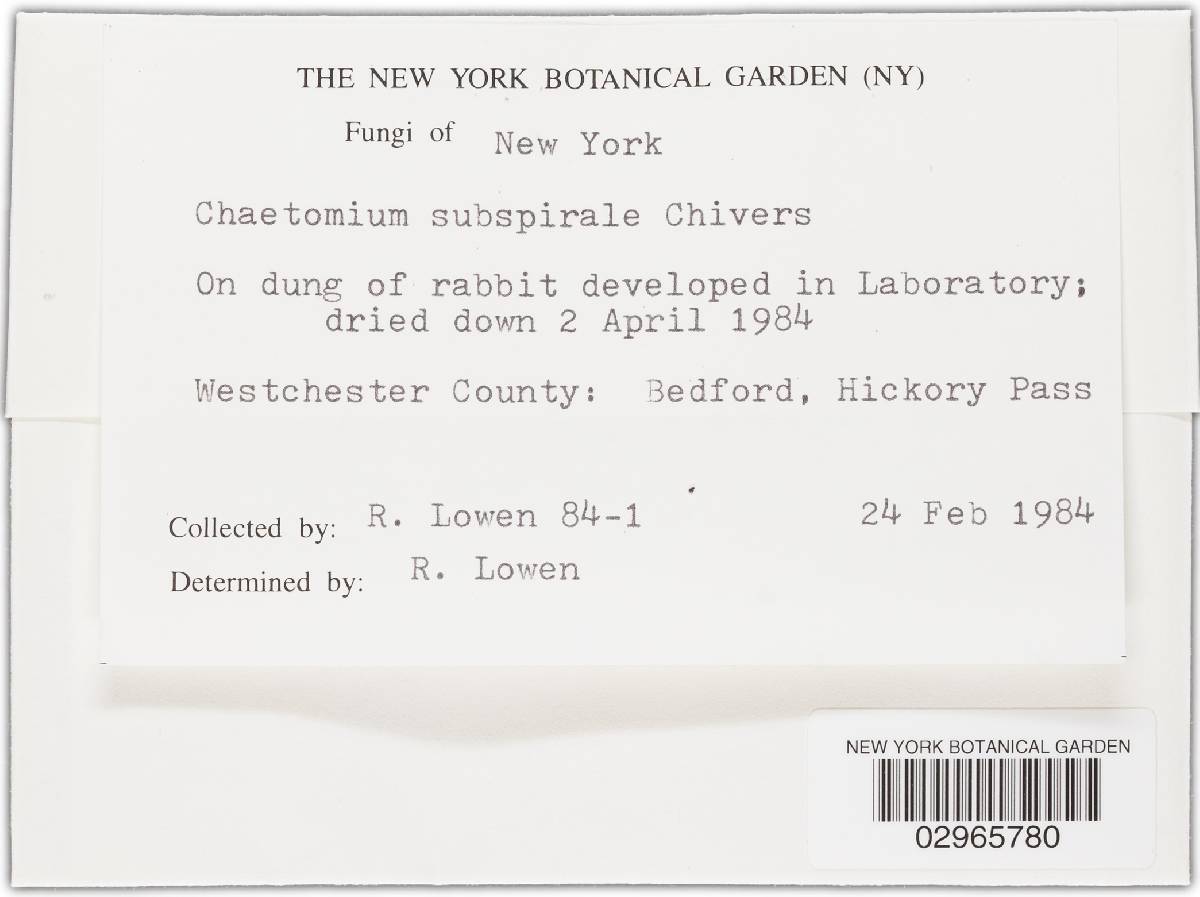 THE NEW YORK BOTANICAL GARDEN (NY)
Fungi of New York
Chaetomium subspirale Chivers
On dung of rabbit developed in Laboratory;
dried down 2 April 1984
Westchester County: Bedford, Hickory Pass
Collected by: R. Lowen 84-1 24 Feb 1984
Determined by: R. Lowen
NEW YORK BOTANICAL GARDEN
02965780